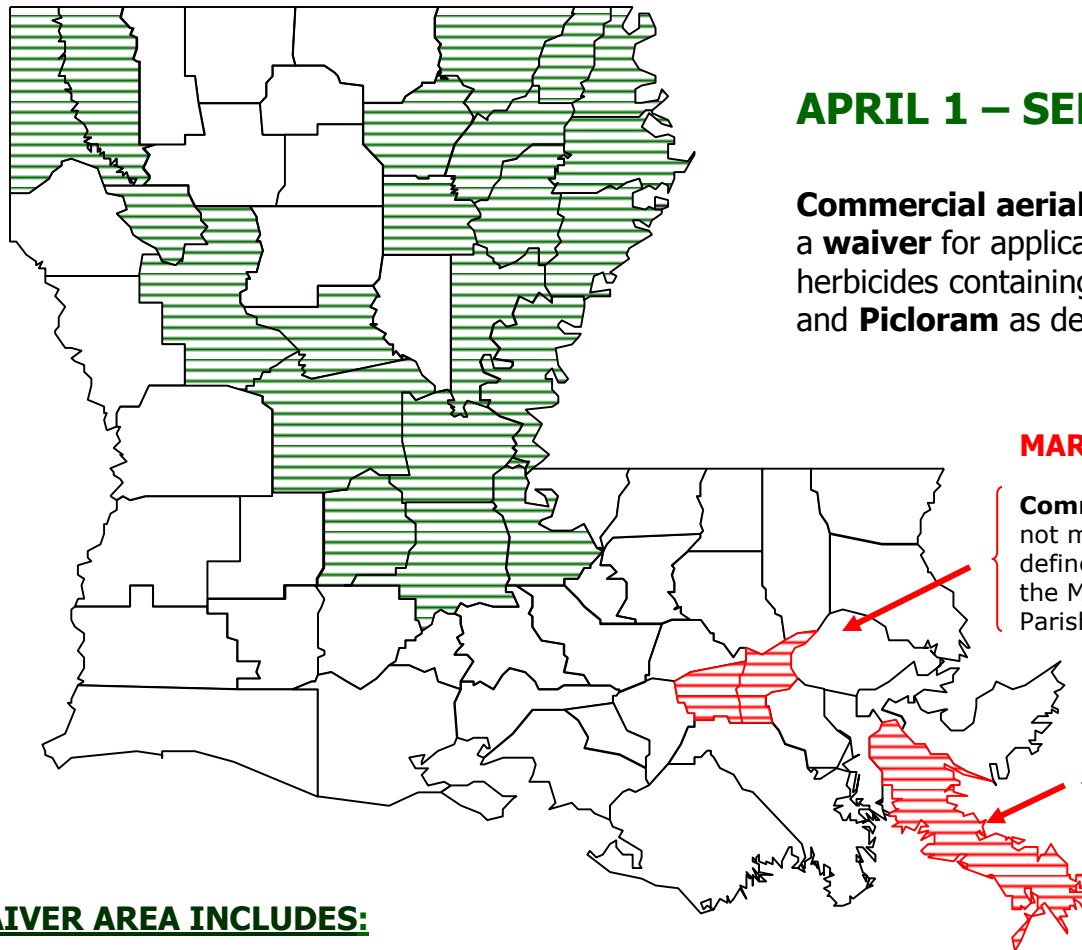 APRIL 1 – SE
Commercial aerial
a waiver for applica
herbicides containing
and Picloram as de
MAR
Comm
not m
define
the M
Parish
AIVER AREA INCLUDES: